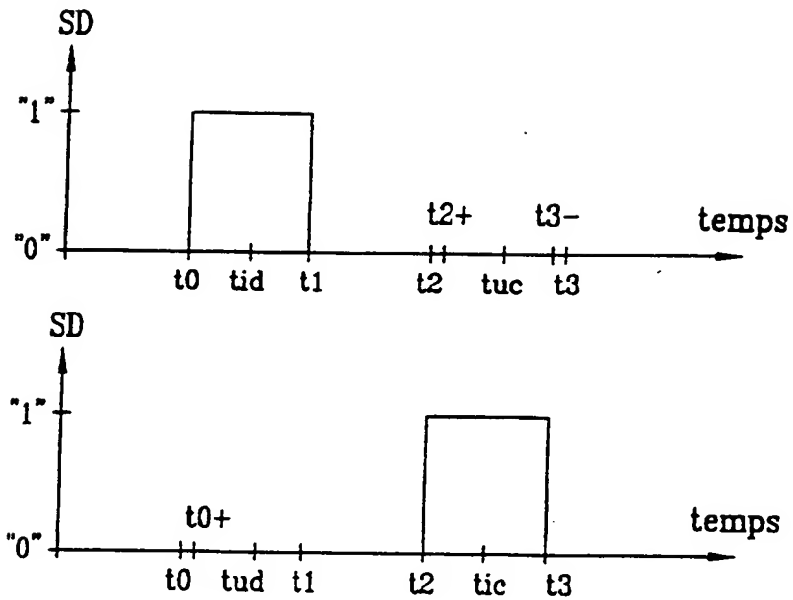 SD
"1"
t2+ t3- temps
"0"
t0 tid t1 t2 tuc t3
SD
"1"
t0+ temps
"0"
t0 tud t1 t2 tic t3